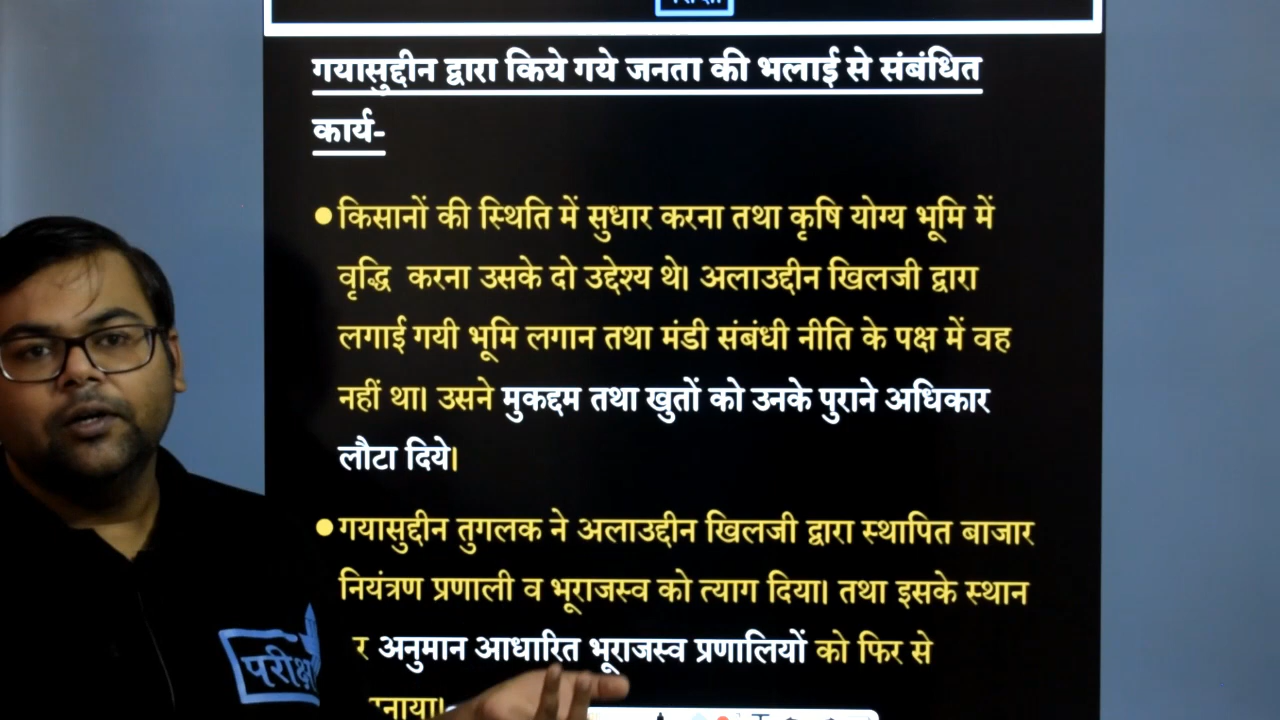 गयासुद्दीन द्वारा किये गये जनता की भलाई से संबंधित
कार्य-
● किसानों की स्थिति में सुधार करना तथा कृषि योग्य भूमि में
वृद्धि करना उसके दो उद्देश्य थे। अलाउद्दीन खिलजी द्वारा
लगाई गयी भूमि लगान तथा मंडी संबंधी नीति के पक्ष में वह
नहीं था। उसने मुकद्दम तथा खुतों को उनके पुराने अधिकार
लौटा दिये।
● गयासुद्दीन तुगलक ने अलाउद्दीन खिलजी द्वारा स्थापित बाजार
नियंत्रण प्रणाली व भूराजस्व को त्याग दिया। तथा इसके स्थान
र अनुमान आधारित भूराजस्व प्रणालियों को फिर से
नाया।